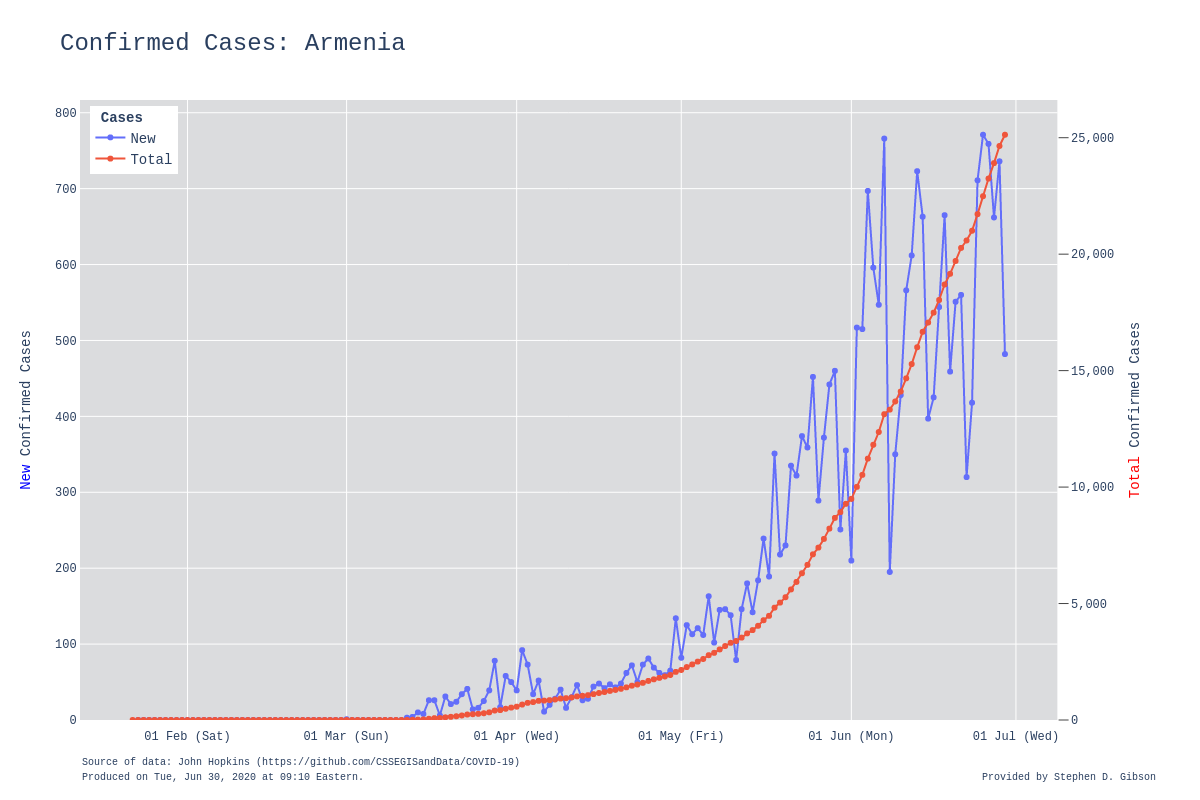 Confirmed Cases: Armenia
Cases
New
Total
800
700
600
500
400
300
200
100
0
New Confirmed Cases
25,000
20,000
15,000
10,000
5,000
0
Total Confirmed Cases
01 Feb (Sat) 01 Mar (Sun) 01 Apr (Wed) 01 May (Fri) 01 Jun (Mon) 01 Jul (Wed)
Source of data: John Hopkins (https://github.com/CSSEGISandData/COVID-19)
Produced on Tue, Jun 30, 2020 at 09:10 Eastern.
Provided by Stephen D. Gibson